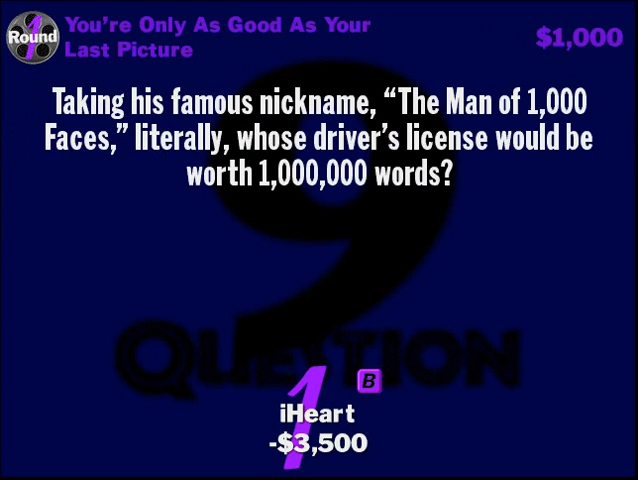 Round 1
You're Only As Good As Your
Last Picture
$1,000
Taking his famous nickname, “The Man of 1,000
Faces,” literally, whose driver's license would be
worth 1,000,000 words?
9
QUESTION
1
B
iHeart
-$3,500